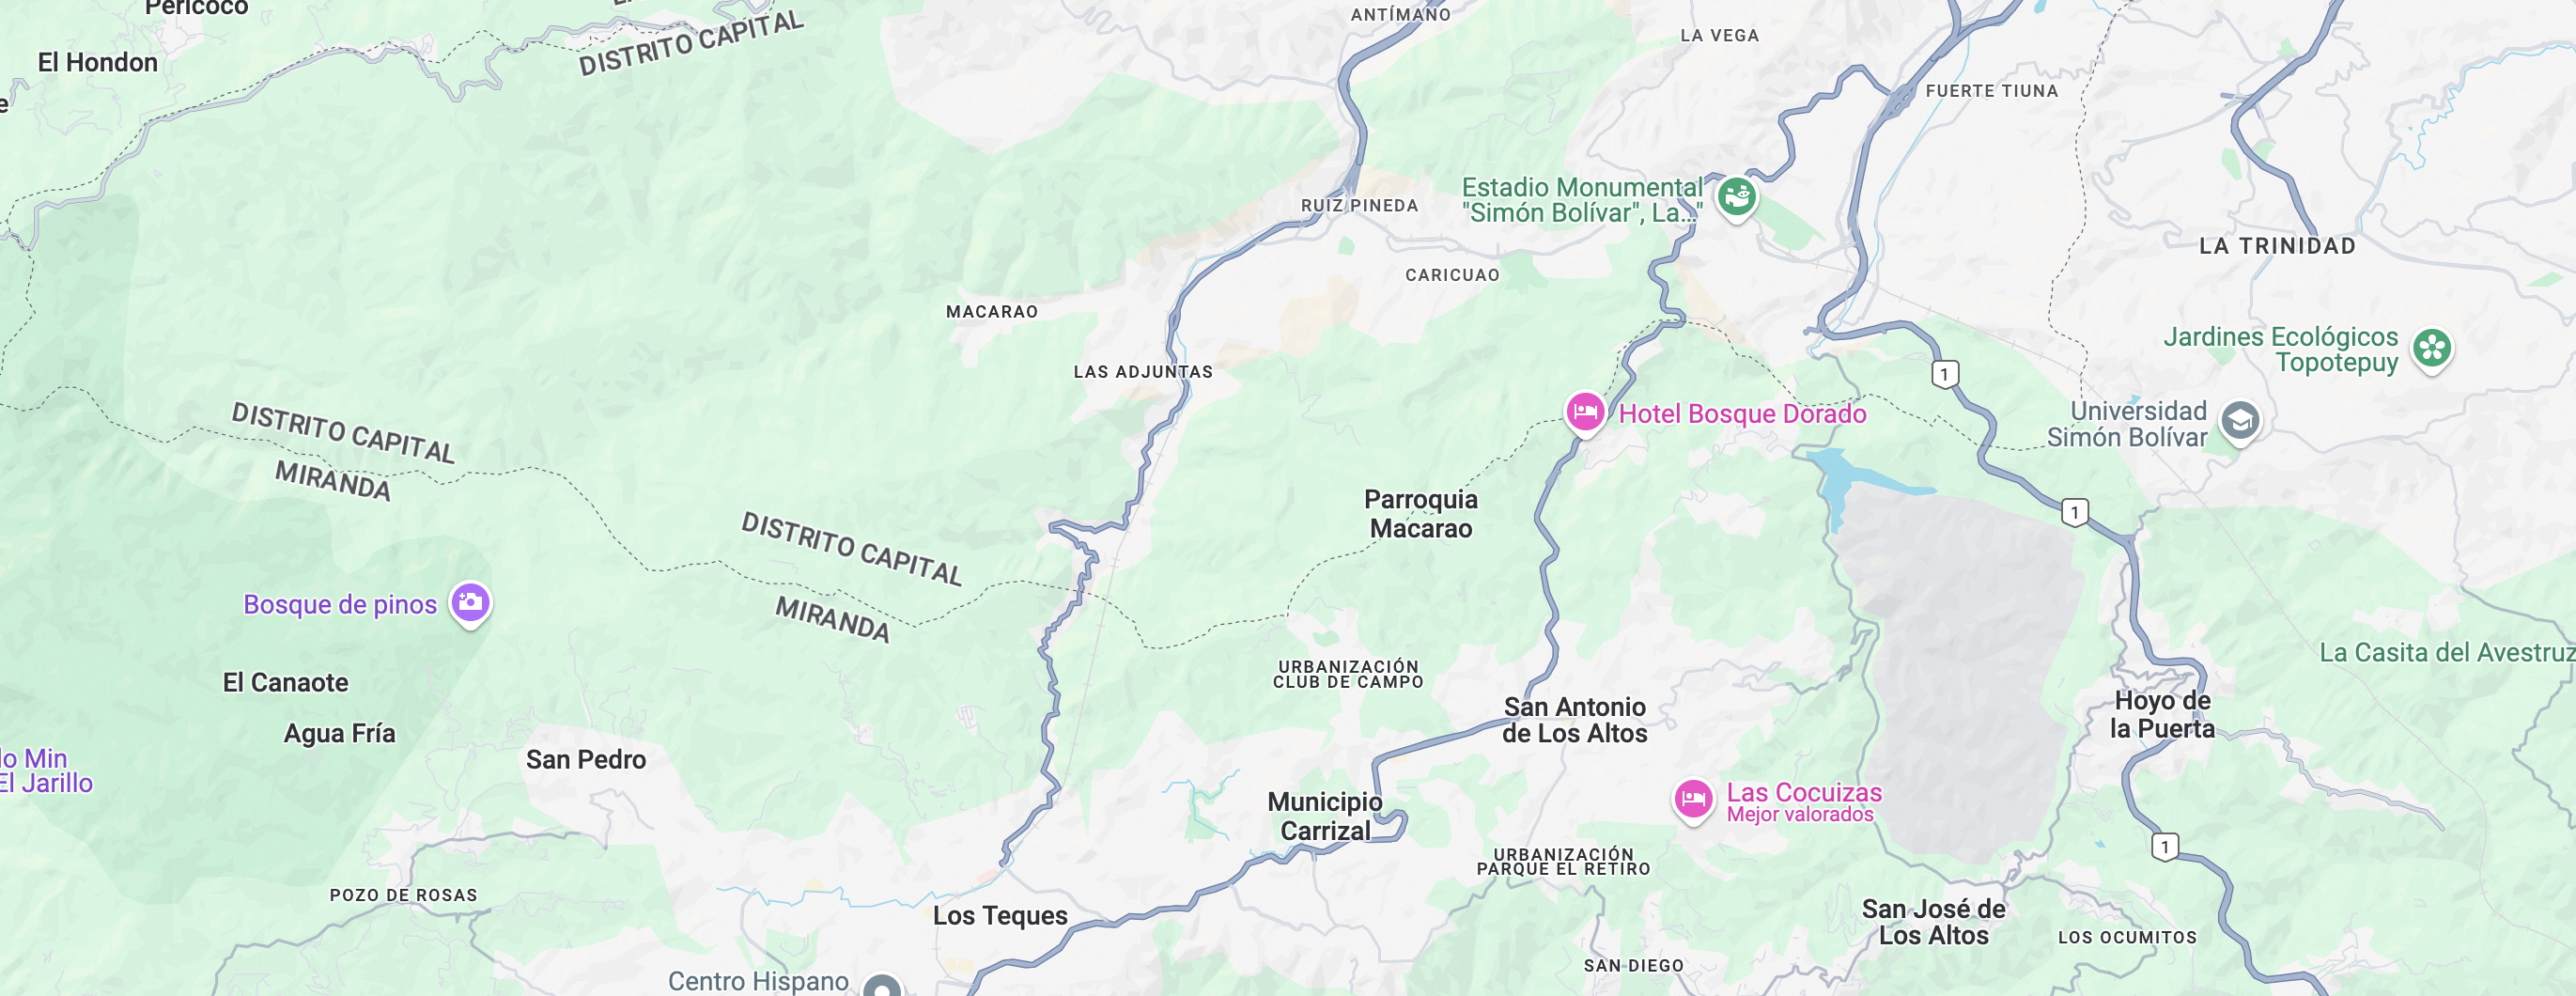 Pericoco
DISTRITO CAPITAL
ANTÍMANO
LA VEGA
El Hondon
FUERTE TIUNA
Estadio Monumental
"Simón Bolívar", La..."
RUIZ PINEDA
LA TRINIDAD
CARICUAO
MACARAO
Jardines Ecológicos
Topotepuy
LAS ADJUNTAS
1
DISTRITO CAPITAL
MIRANDA
Hotel Bosque Dorado
Universidad
Simón Bolívar
Parroquia
Macarao
1
DISTRITO CAPITAL
MIRANDA
Bosque de pinos
La Casita del Avestruz
URBANIZACIÓN
CLUB DE CAMPO
El Canaote
San Antonio
de Los Altos
Hoyo de
la Puerta
Agua Fría
San Pedro
lo Min
El Jarillo
Municipio
Carrizal
Las Cocuizas
Mejor valorados
1
URBANIZACIÓN
PARQUE EL RETIRO
POZO DE ROSAS
Los Teques
San José de
Los Altos
LOS OCUMITOS
SAN DIEGO
Centro Hispano